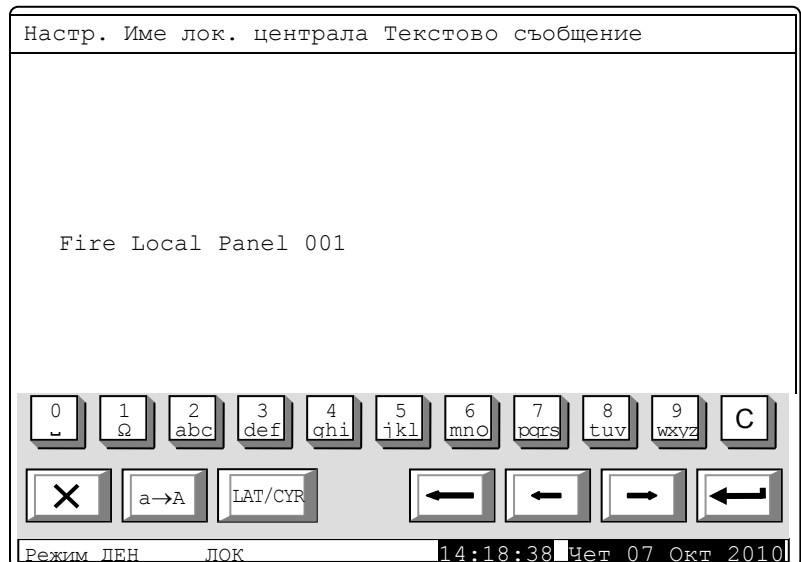 Настр. Име лок. централа Текстово съобщение
Fire Local Panel 001
0 1 2 3 4 5 6 7 8 9 C
␣ Ω abc def ghi jkl mno pqrs tuv wxyz
a→A LAT/CYR
Режим ДЕН ЛОК 14:18:38 Чет 07 Окт 2010